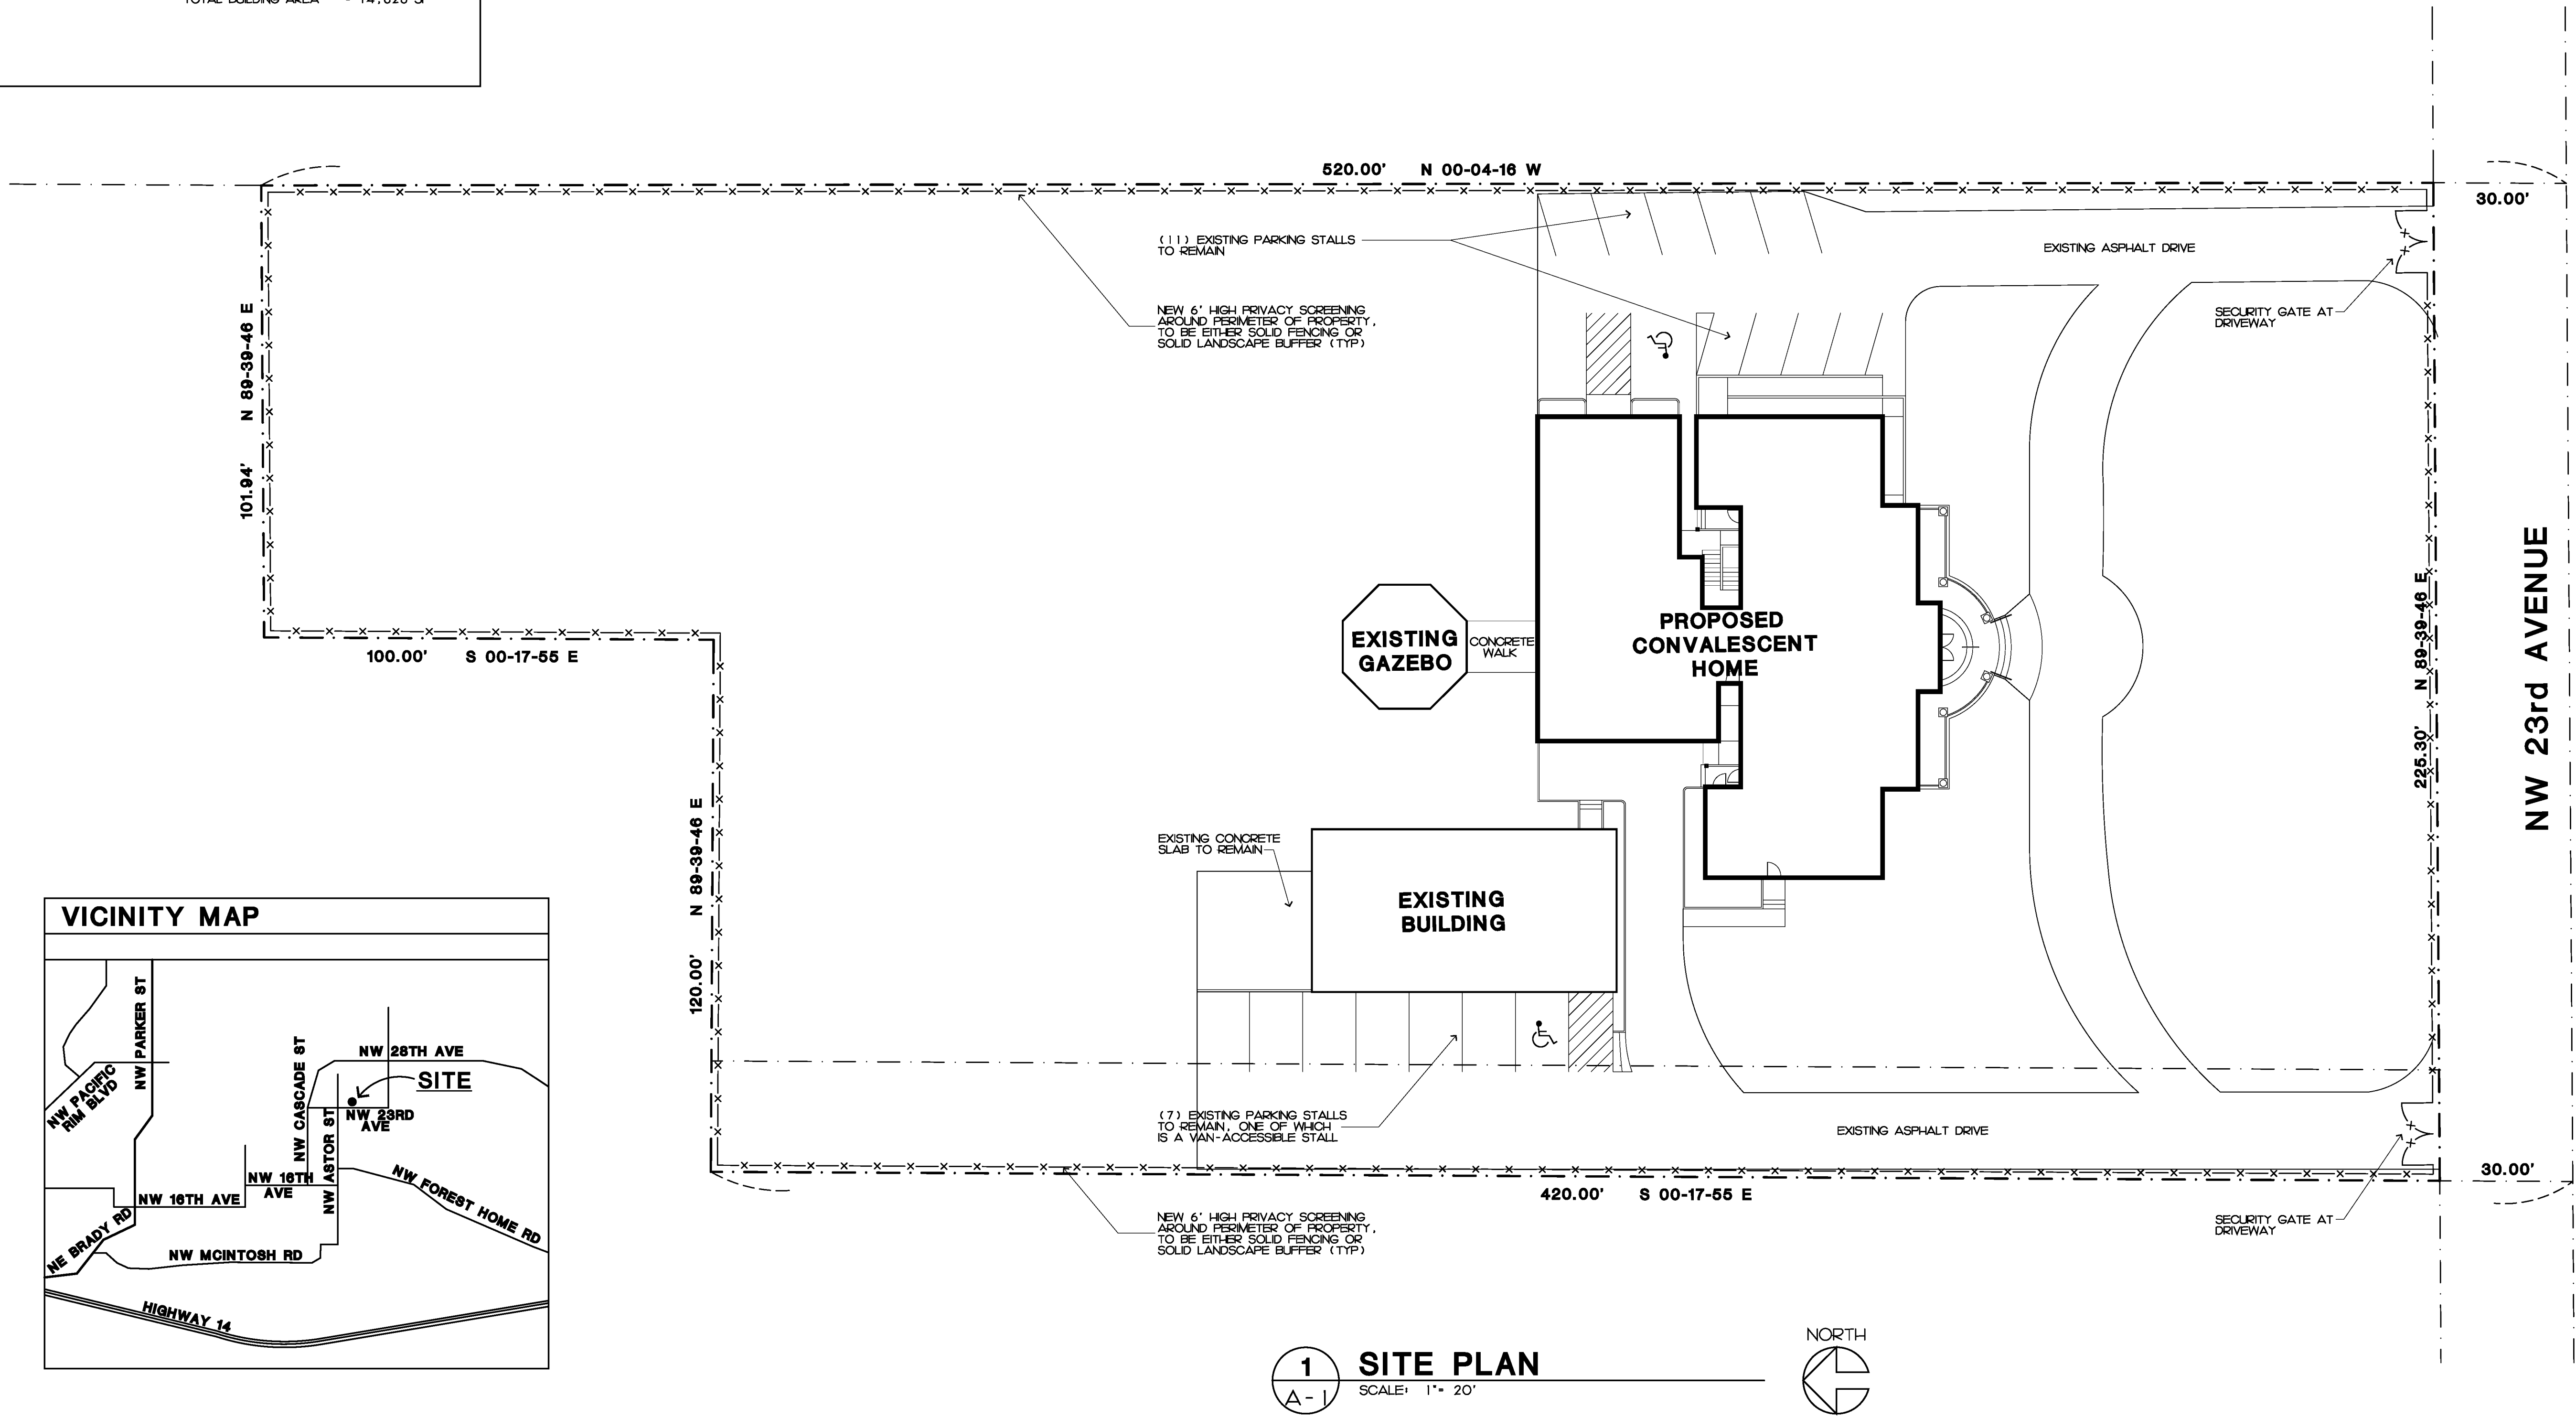 TOTAL BUILDING AREA = 14,626 SF
520.00' N 00-04-16 W
30.00'
(11) EXISTING PARKING STALLS
TO REMAIN
EXISTING ASPHALT DRIVE
NEW 6' HIGH PRIVACY SCREENING
AROUND PERIMETER OF PROPERTY,
TO BE EITHER SOLID FENCING OR
SOLID LANDSCAPE BUFFER (TYP)
SECURITY GATE AT
DRIVEWAY
101.94' N 89-39-46 E
100.00' S 00-17-55 E
EXISTING
GAZEBO
CONCRETE
WALK
PROPOSED
CONVALESCENT
HOME
225.30' N 89-39-46 E
NW 23rd AVENUE
120.00' N 89-39-46 E
EXISTING CONCRETE
SLAB TO REMAIN
EXISTING
BUILDING
(7) EXISTING PARKING STALLS
TO REMAIN, ONE OF WHICH
IS A VAN-ACCESSIBLE STALL
EXISTING ASPHALT DRIVE
30.00'
420.00' S 00-17-55 E
NEW 6' HIGH PRIVACY SCREENING
AROUND PERIMETER OF PROPERTY,
TO BE EITHER SOLID FENCING OR
SOLID LANDSCAPE BUFFER (TYP)
SECURITY GATE AT
DRIVEWAY
VICINITY MAP
NW PARKER ST
NW PACIFIC
RIM BLVD
NW CASCADE ST
NW 28TH AVE
SITE
NW 23RD
AVE
NW ASTOR ST
NW 16TH
AVE
NW 16TH AVE
NW FOREST HOME RD
NE BRADY RD
NW MCINTOSH RD
HIGHWAY 14
1
A-1
SITE PLAN
SCALE: 1"= 20'
NORTH